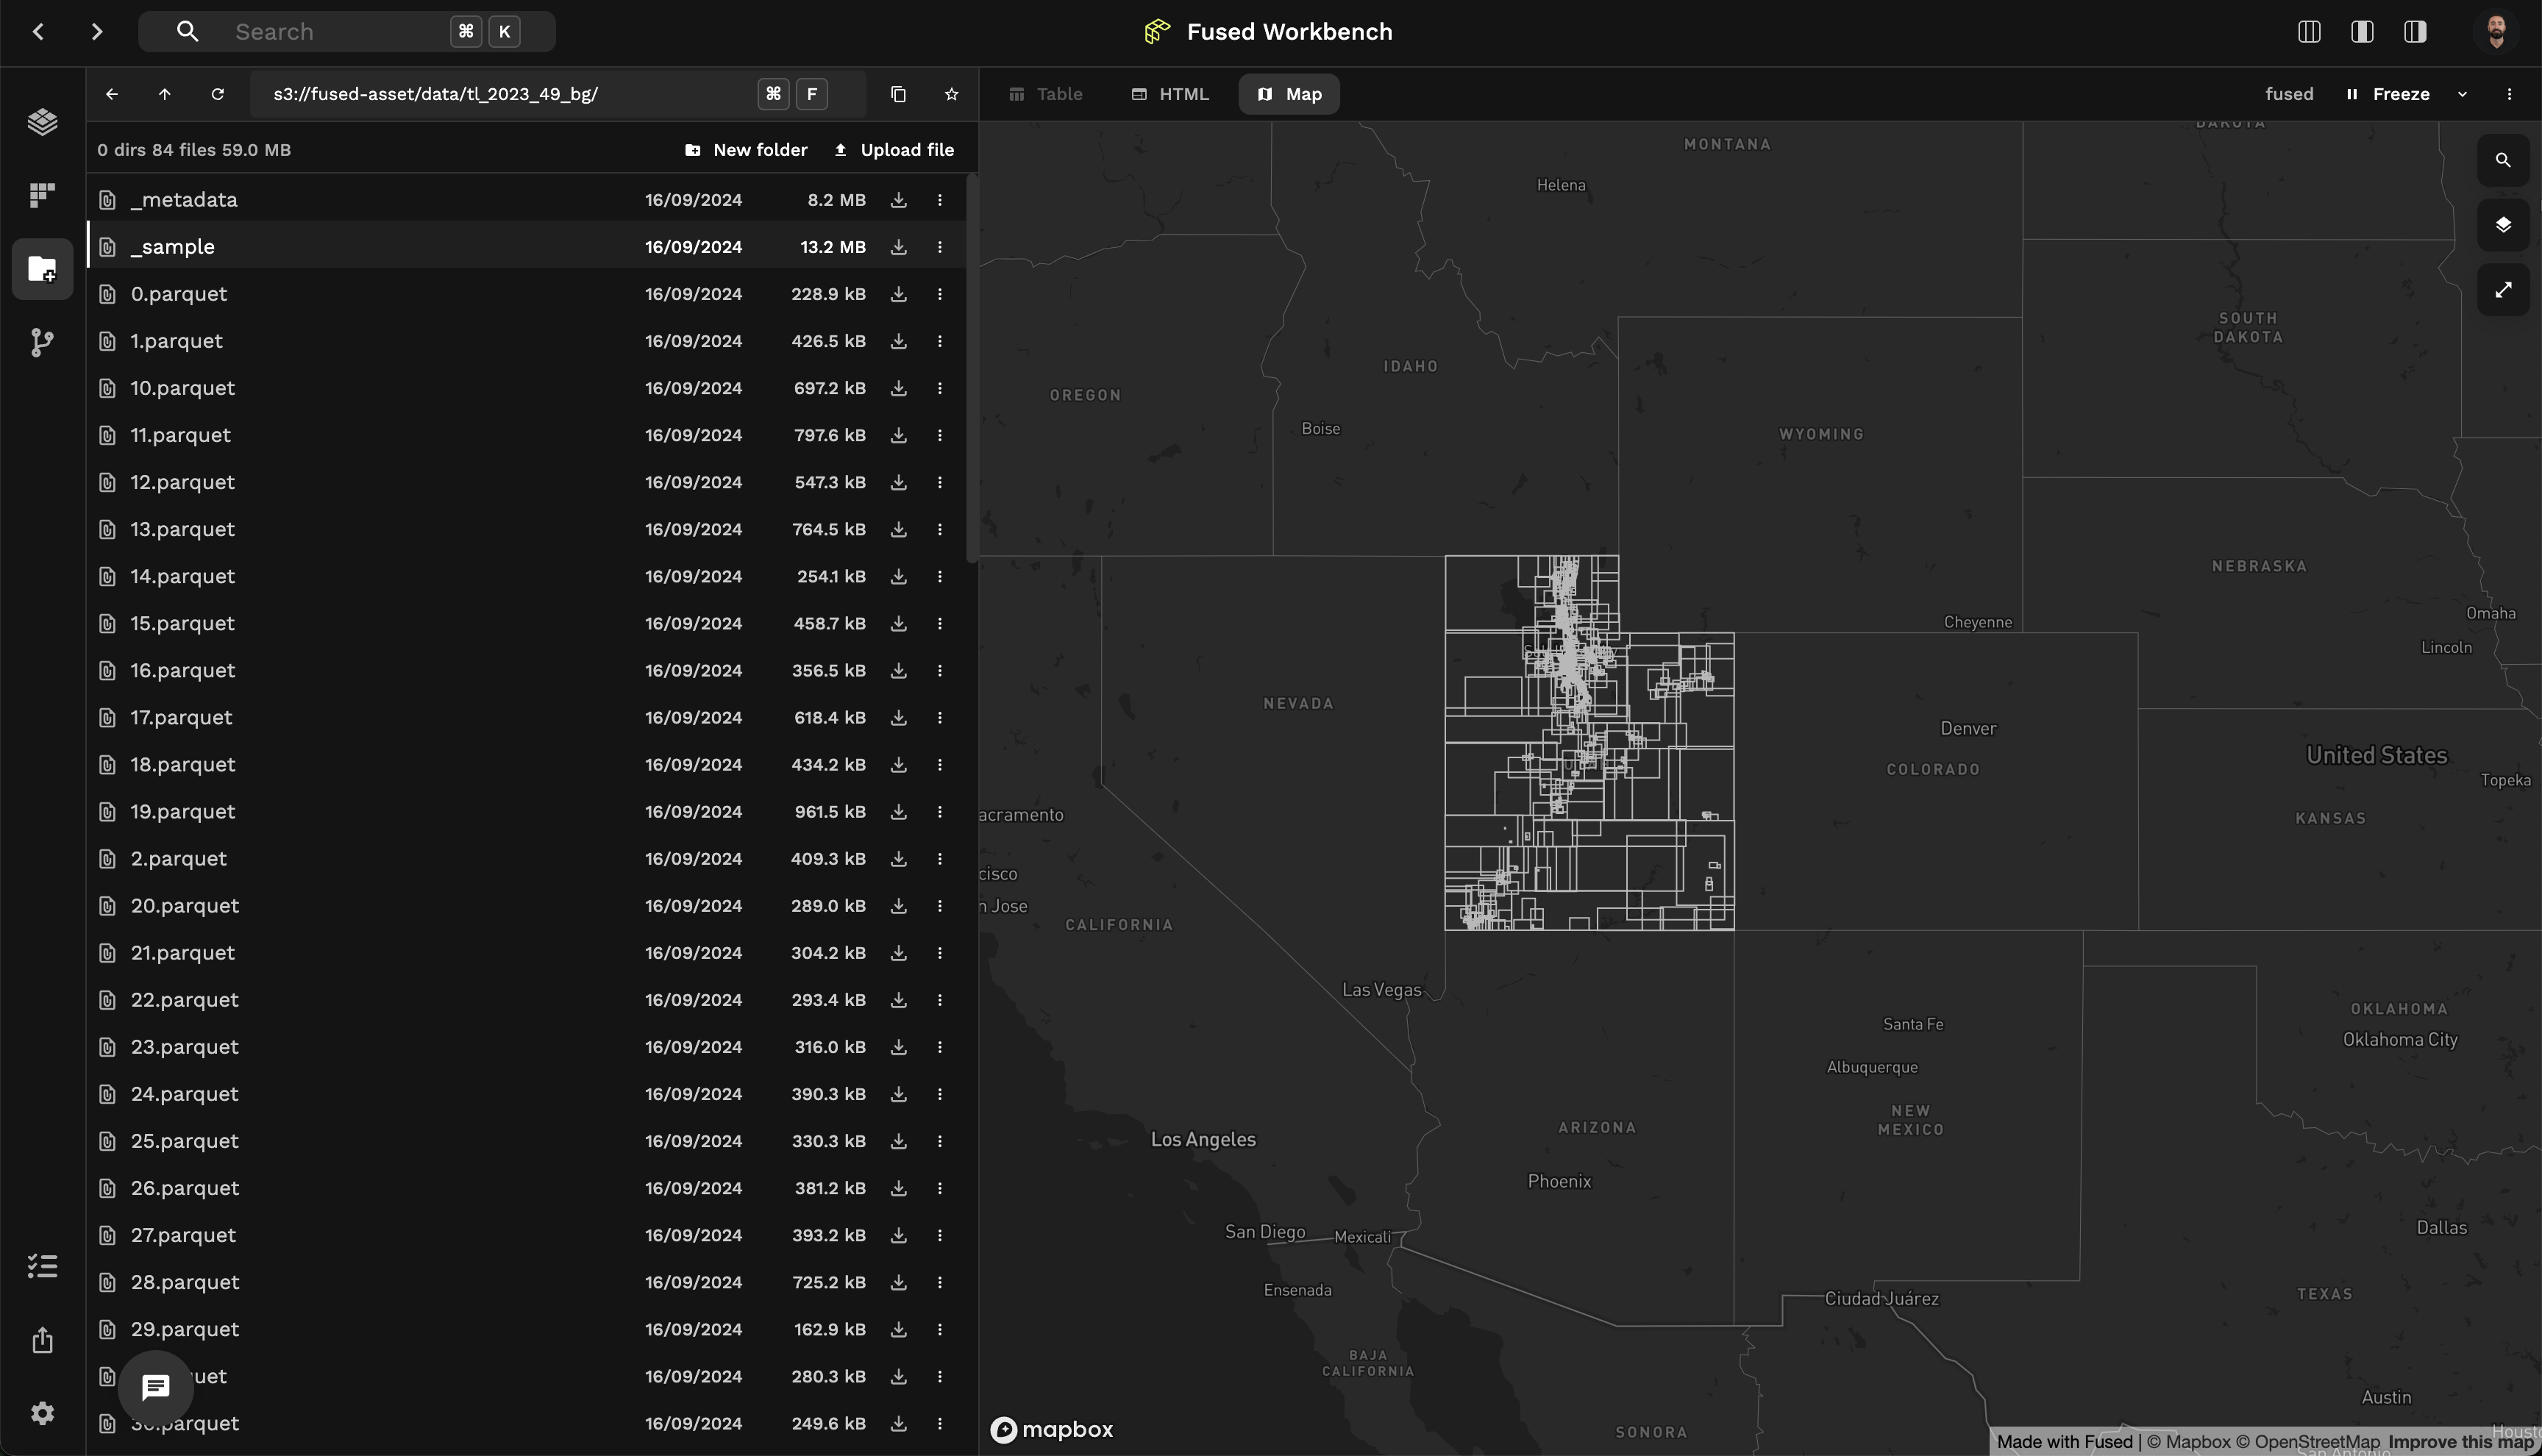 Search ⌘ K
Fused Workbench
s3://fused-asset/data/tl_2023_49_bg/ ⌘ F
Table HTML Map
fused Freeze
0 dirs 84 files 59.0 MB New folder Upload file
_metadata 16/09/2024 8.2 MB
_sample 16/09/2024 13.2 MB
0.parquet 16/09/2024 228.9 kB
1.parquet 16/09/2024 426.5 kB
10.parquet 16/09/2024 697.2 kB
11.parquet 16/09/2024 797.6 kB
12.parquet 16/09/2024 547.3 kB
13.parquet 16/09/2024 764.5 kB
14.parquet 16/09/2024 254.1 kB
15.parquet 16/09/2024 458.7 kB
16.parquet 16/09/2024 356.5 kB
17.parquet 16/09/2024 618.4 kB
18.parquet 16/09/2024 434.2 kB
19.parquet 16/09/2024 961.5 kB
2.parquet 16/09/2024 409.3 kB
20.parquet 16/09/2024 289.0 kB
21.parquet 16/09/2024 304.2 kB
22.parquet 16/09/2024 293.4 kB
23.parquet 16/09/2024 316.0 kB
24.parquet 16/09/2024 390.3 kB
25.parquet 16/09/2024 330.3 kB
26.parquet 16/09/2024 381.2 kB
27.parquet 16/09/2024 393.2 kB
28.parquet 16/09/2024 725.2 kB
29.parquet 16/09/2024 162.9 kB
uet 16/09/2024 280.3 kB
parquet 16/09/2024 249.6 kB
DAKOTA
MONTANA
Helena
SOUTH
DAKOTA
IDAHO
OREGON
Boise
WYOMING
NEBRASKA
Omaha
Cheyenne
Lincoln
NEVADA
Denver
United States
COLORADO
Topeka
acramento
KANSAS
cisco
n Jose
CALIFORNIA
Las Vegas
OKLAHOMA
Santa Fe
Oklahoma City
Albuquerque
NEW
MEXICO
ARIZONA
Los Angeles
Phoenix
San Diego
Mexicali
Dallas
Ensenada
Ciudad Juárez
TEXAS
BAJA
CALIFORNIA
Austin
mapbox
SONORA
Made with Fused | © Mapbox © OpenStreetMap Improve this map